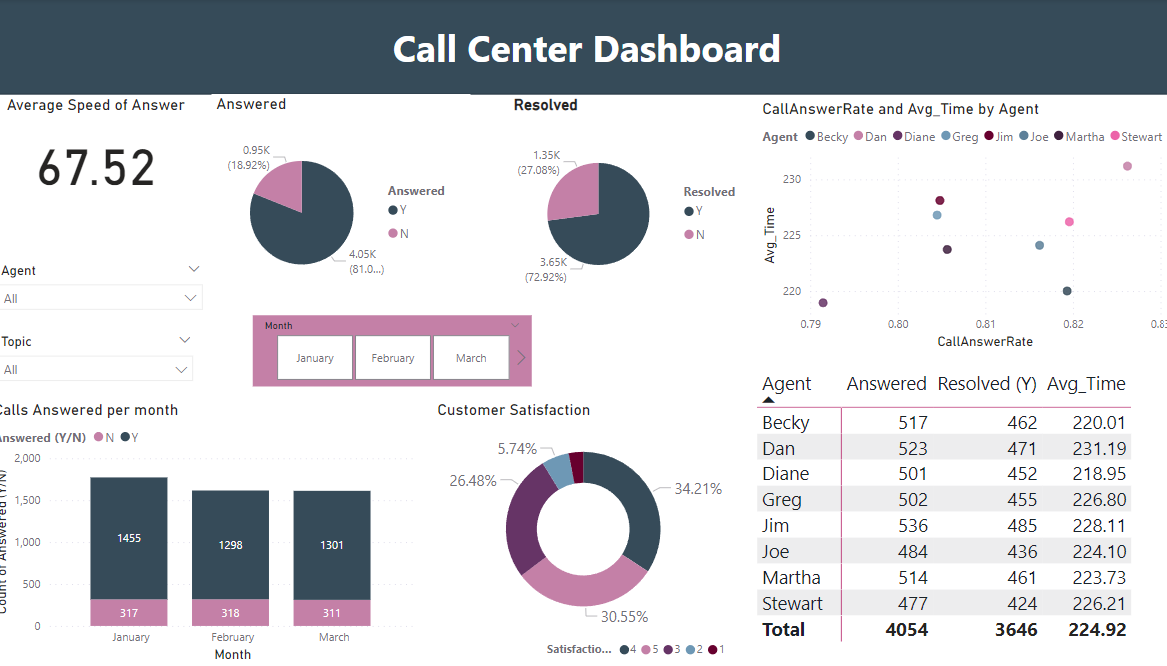 Call Center Dashboard
Average Speed of Answer
67.52
Answered
0.95K
(18.92%)
4.05K
(81.0...)
Answered
Y
N
Resolved
1.35K
(27.08%)
3.65K
(72.92%)
Resolved
Y
N
CallAnswerRate and Avg_Time by Agent
Agent Becky Dan Diane Greg Jim Joe Martha Stewart
Avg_Time
230
225
220
0.79 0.80 0.81 0.82 0.83
CallAnswerRate
Agent
All
Topic
All
Month
January February March
Calls Answered per month
Answered (Y/N) N Y
Count of Answered (Y/N)
2,000
1,500
1,000
500
0
1455 1298 1301
317 318 311
January February March
Month
Customer Satisfaction
5.74%
26.48%
34.21%
30.55%
Satisfactio... 4 5 3 2 1
Agent Answered Resolved (Y) Avg_Time
Becky 517 462 220.01
Dan 523 471 231.19
Diane 501 452 218.95
Greg 502 455 226.80
Jim 536 485 228.11
Joe 484 436 224.10
Martha 514 461 223.73
Stewart 477 424 226.21
Total 4054 3646 224.92